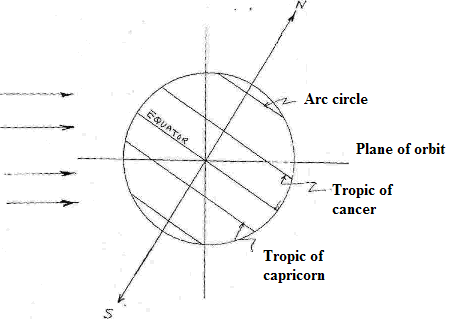 N
Arc circle
EQUATOR
Plane of orbit
Tropic of
cancer
Tropic of
capricorn
S